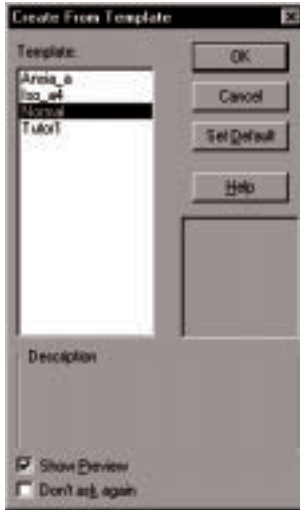 Create From Template
Template:
OK
Ansia_a
Iso_a4
Cancel
Normal
Tutor1
Set Default
Help
Description
Show Preview
Don't ask again